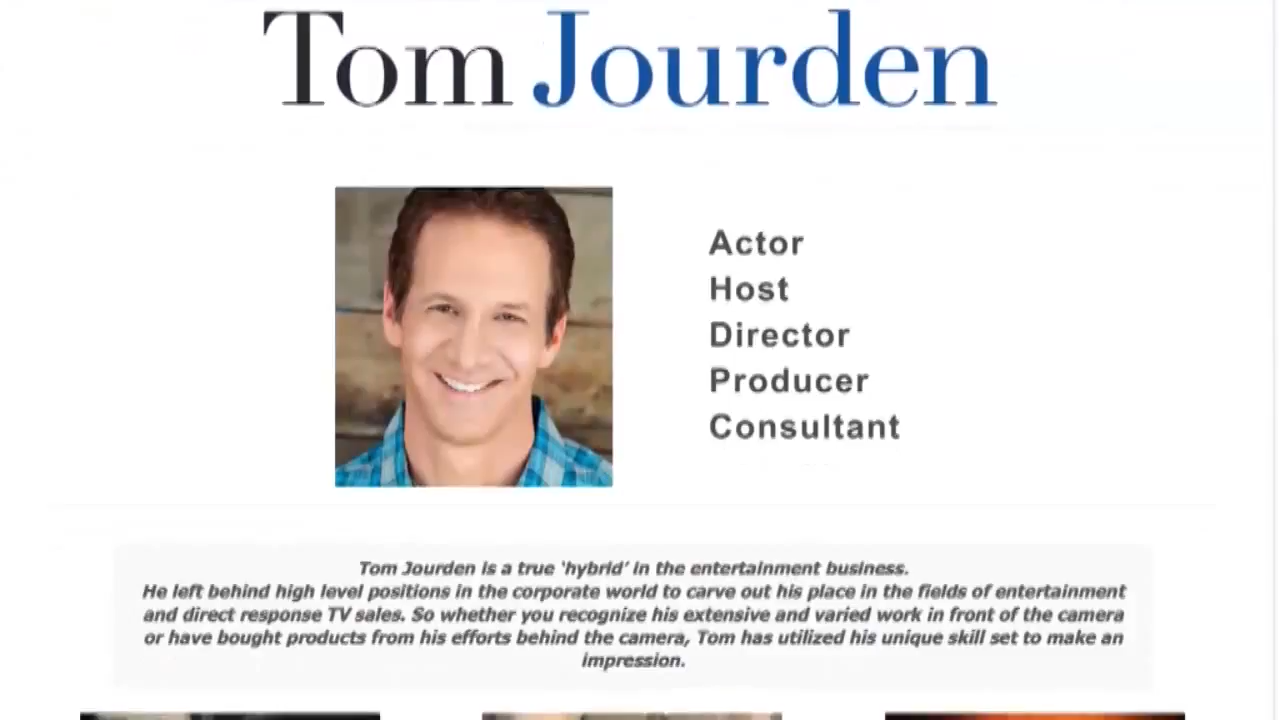 Tom Jourden
Actor
Host
Director
Producer
Consultant
Tom Jourden is a true ‘hybrid’ in the entertainment business.
He left behind high level positions in the corporate world to carve out his place in the fields of entertainment
and direct response TV sales. So whether you recognize his extensive and varied work in front of the camera
or have bought products from his efforts behind the camera, Tom has utilized his unique skill set to make an
impression.